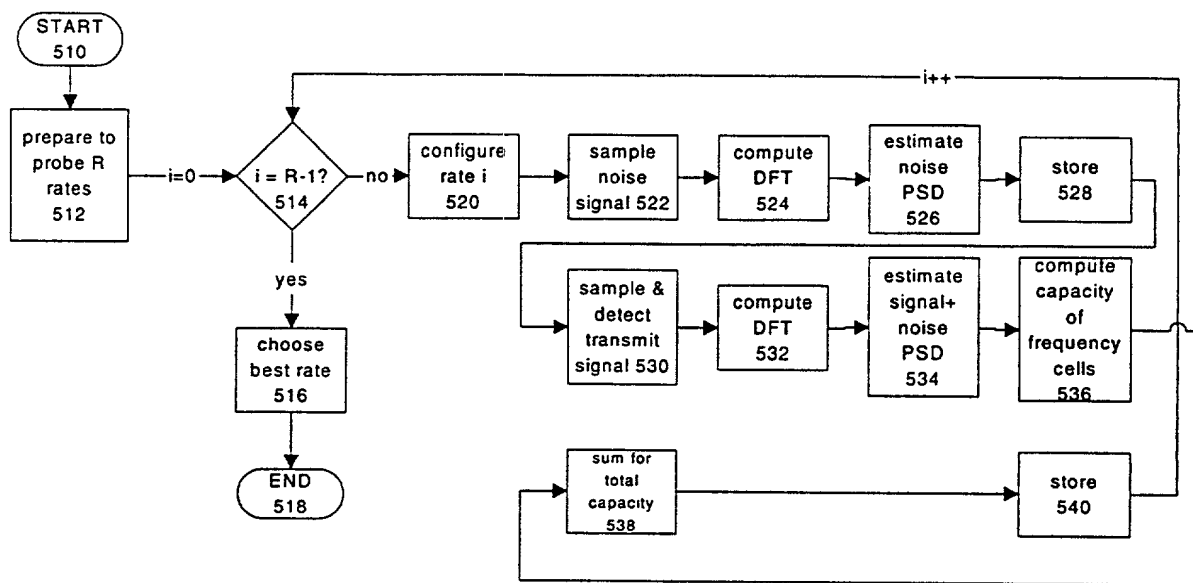 START
510
i++
prepare to
probe R
rates
512
i=0
i = R-1?
514
no
configure
rate i
520
sample
noise
signal 522
compute
DFT
524
estimate
noise
PSD
526
store
528
yes
sample &
detect
transmit
signal 530
compute
DFT
532
estimate
signal+
noise
PSD
534
compute
capacity
of
frequency
cells
536
choose
best rate
516
END
518
sum for
total
capacity
538
store
540